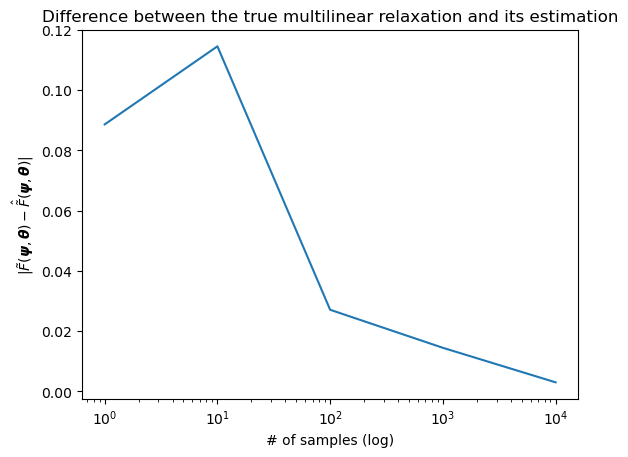 Difference between the true multilinear relaxation and its estimation
0.12
0.10
0.08
0.06
0.04
0.02
0.00
|F̃(𝝍, 𝜽) − F̃̂(𝝍, 𝜽)|
10⁰ 10¹ 10² 10³ 10⁴
# of samples (log)